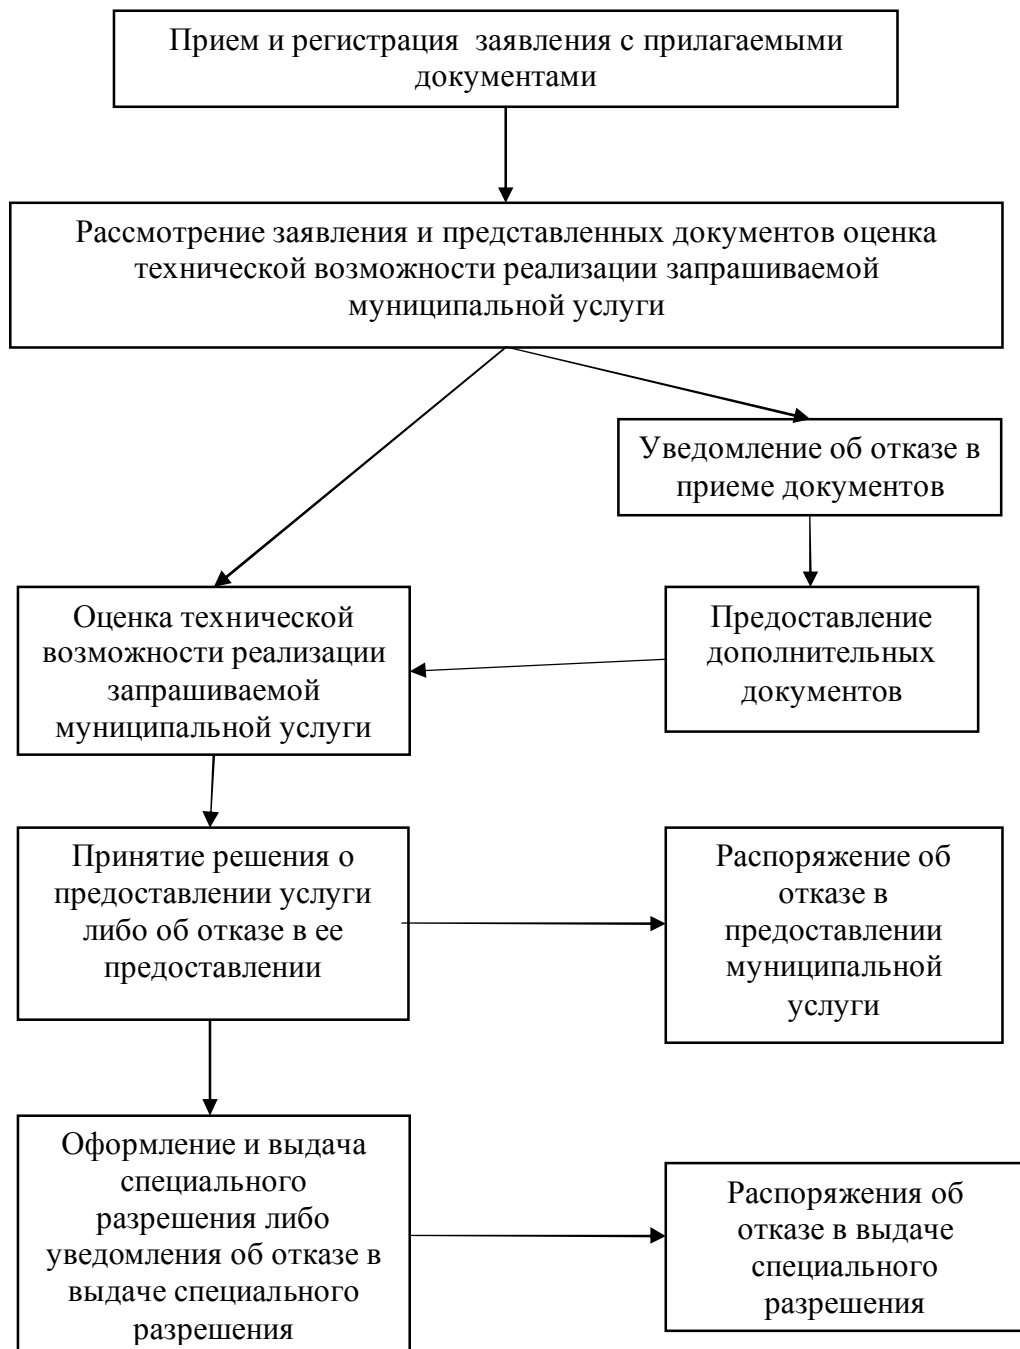 Прием и регистрация  заявления с прилагаемыми
документами
Рассмотрение заявления и представленных документов оценка
технической возможности реализации запрашиваемой
муниципальной услуги
Уведомление об отказе в
приеме документов
Оценка технической
возможности реализации
запрашиваемой
муниципальной услуги
Предоставление
дополнительных
документов
Принятие решения о
предоставлении услуги
либо об отказе в ее
предоставлении
Распоряжение об
отказе в
предоставлении
муниципальной
услуги
Оформление и выдача
специального
разрешения либо
уведомления об отказе в
выдаче специального
разрешения
Распоряжения об
отказе в выдаче
специального
разрешения